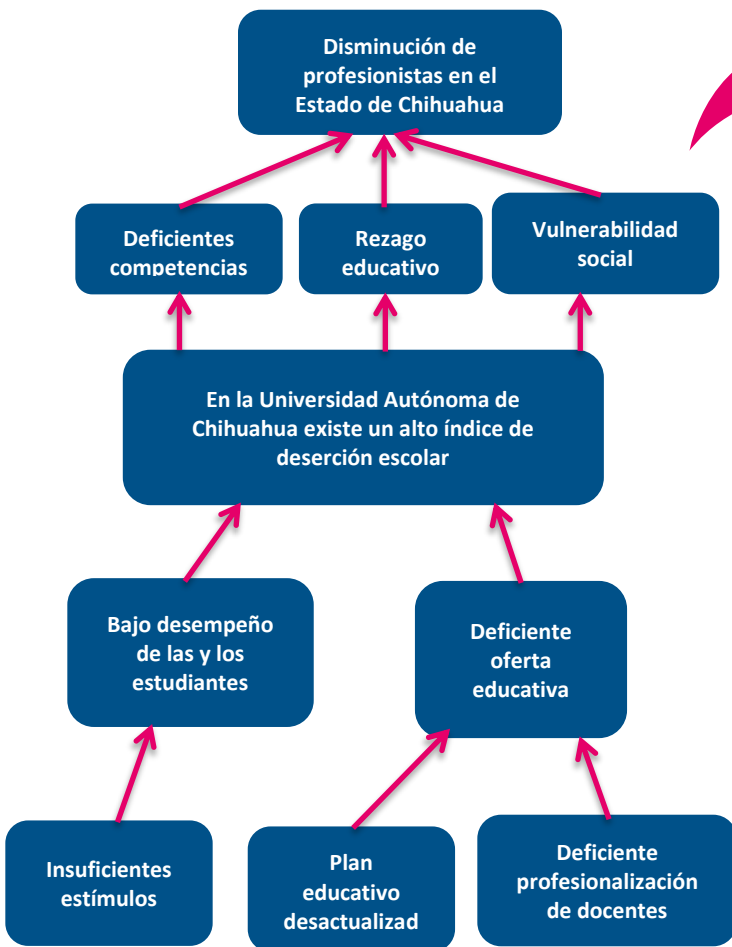 Disminución de
profesionistas en el
Estado de Chihuahua
Deficientes
competencias
Rezago
educativo
Vulnerabilidad
social
En la Universidad Autónoma de
Chihuahua existe un alto índice de
deserción escolar
Bajo desempeño
de las y los
estudiantes
Deficiente
oferta
educativa
Insuficientes
estímulos
Plan
educativo
desactualizad
Deficiente
profesionalización
de docentes